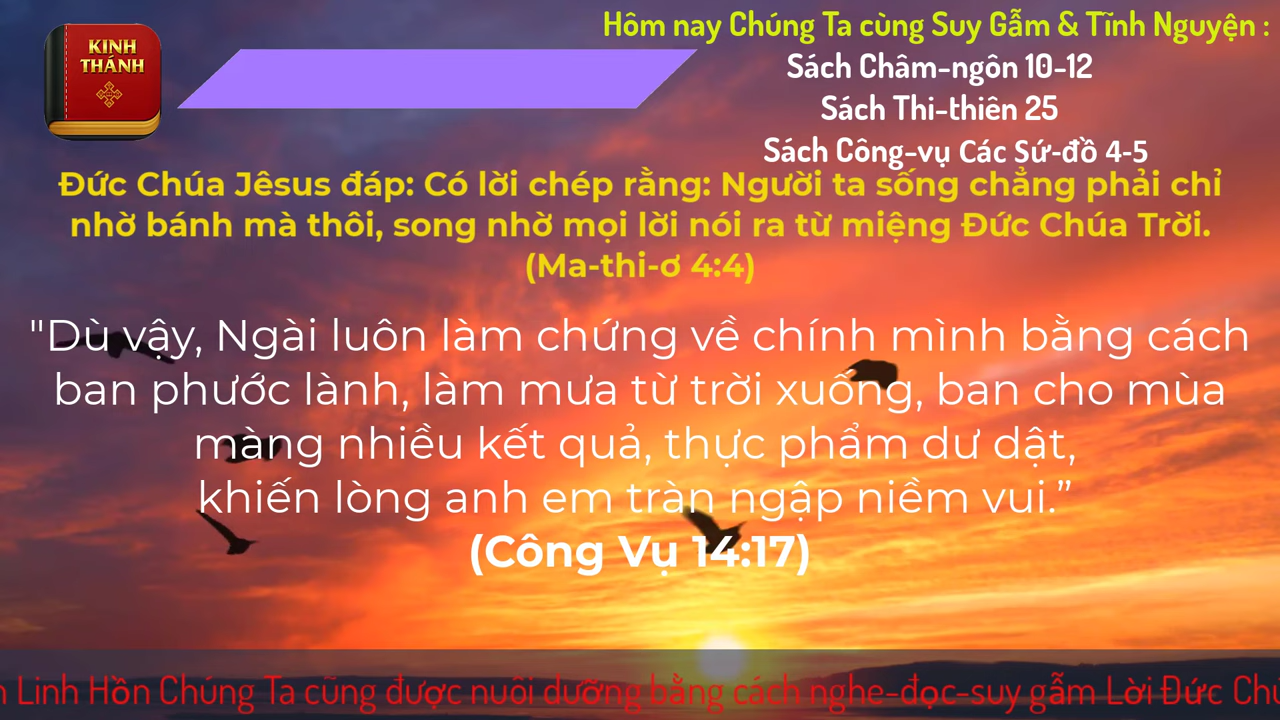 KINH
THÁNH
Hôm nay Chúng Ta cùng Suy Gẫm & Tĩnh Nguyện :
Sách Châm-ngôn 10-12
Sách Thi-thiên 25
Sách Công-vụ Các Sứ-đồ 4-5
Đức Chúa Jêsus đáp: Có lời chép rằng: Người ta sống chẳng phải chỉ
nhờ bánh mà thôi, song nhờ mọi lời nói ra từ miệng Đức Chúa Trời.
(Ma-thi-ơ 4:4)
"Dù vậy, Ngài luôn làm chứng về chính mình bằng cách
ban phước lành, làm mưa từ trời xuống, ban cho mùa
màng nhiều kết quả, thực phẩm dư dật,
khiến lòng anh em tràn ngập niềm vui.”
(Công Vụ 14:17)
Linh Hồn Chúng Ta cũng được nuôi dưỡng bằng cách nghe-đọc-suy gẫm Lời Đức